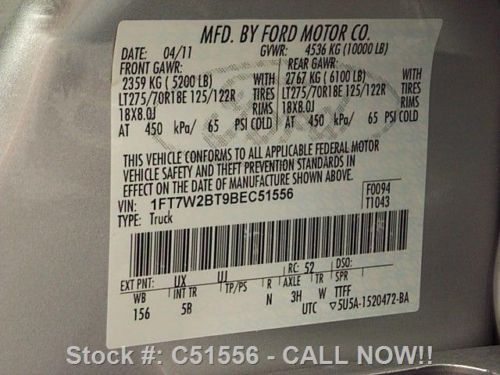 MFD. BY FORD MOTOR CO.
DATE: 04/11 GVWR: 4536 KG (10000 LB)
FRONT GAWR: REAR GAWR:
2359 KG ( 5200 LB) WITH 2767 KG ( 6100 LB) WITH
LT275/70R18E 125/122R TIRES LT275/70R18E 125/122R TIRES
18X8.0J RIMS 18X8.0J RIMS
AT 450 kPa/ 65 PSI COLD AT 450 kPa/ 65 PSI COLD
THIS VEHICLE CONFORMS TO ALL APPLICABLE FEDERAL MOTOR
VEHICLE SAFETY AND THEFT PREVENTION STANDARDS IN
EFFECT ON THE DATE OF MANUFACTURE SHOWN ABOVE.
VIN: 1FT7W2BT9BEC51556 F0094
TYPE: Truck T1043
EXT PNT: UX UJ RC: 52 DSO:
WB INT TR TP/PS R AXLE TR SPR
156 5B N 3H W TTFF
UTC ▽5U5A-1520472-BA
Stock #: C51556 - CALL NOW!!